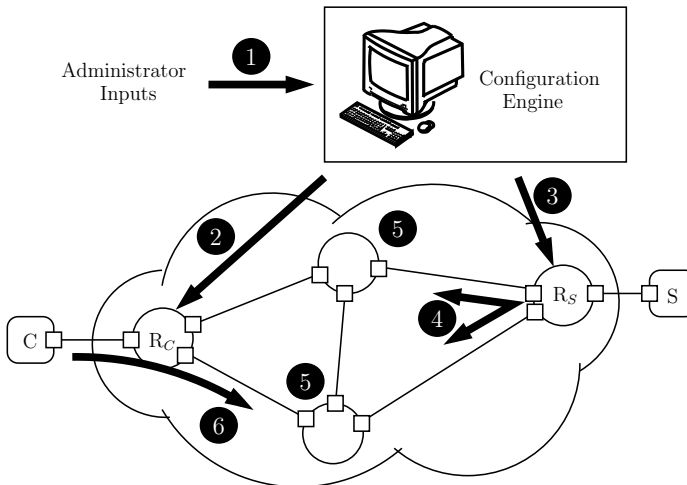 1
Administrator
Inputs
Configuration
Engine
3
2
5
4
R_S
S
C
R_C
5
6